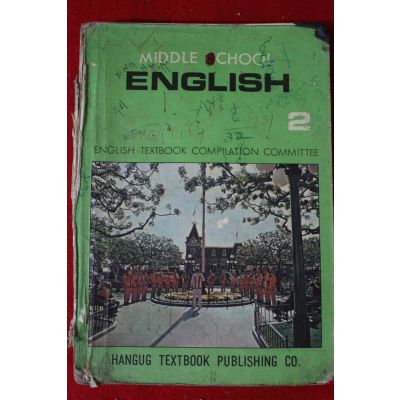 MIDDLE SCHOOL
ENGLISH
2
ENGLISH TEXTBOOK COMPILATION COMMITTEE
HANGUG TEXTBOOK PUBLISHING CO.